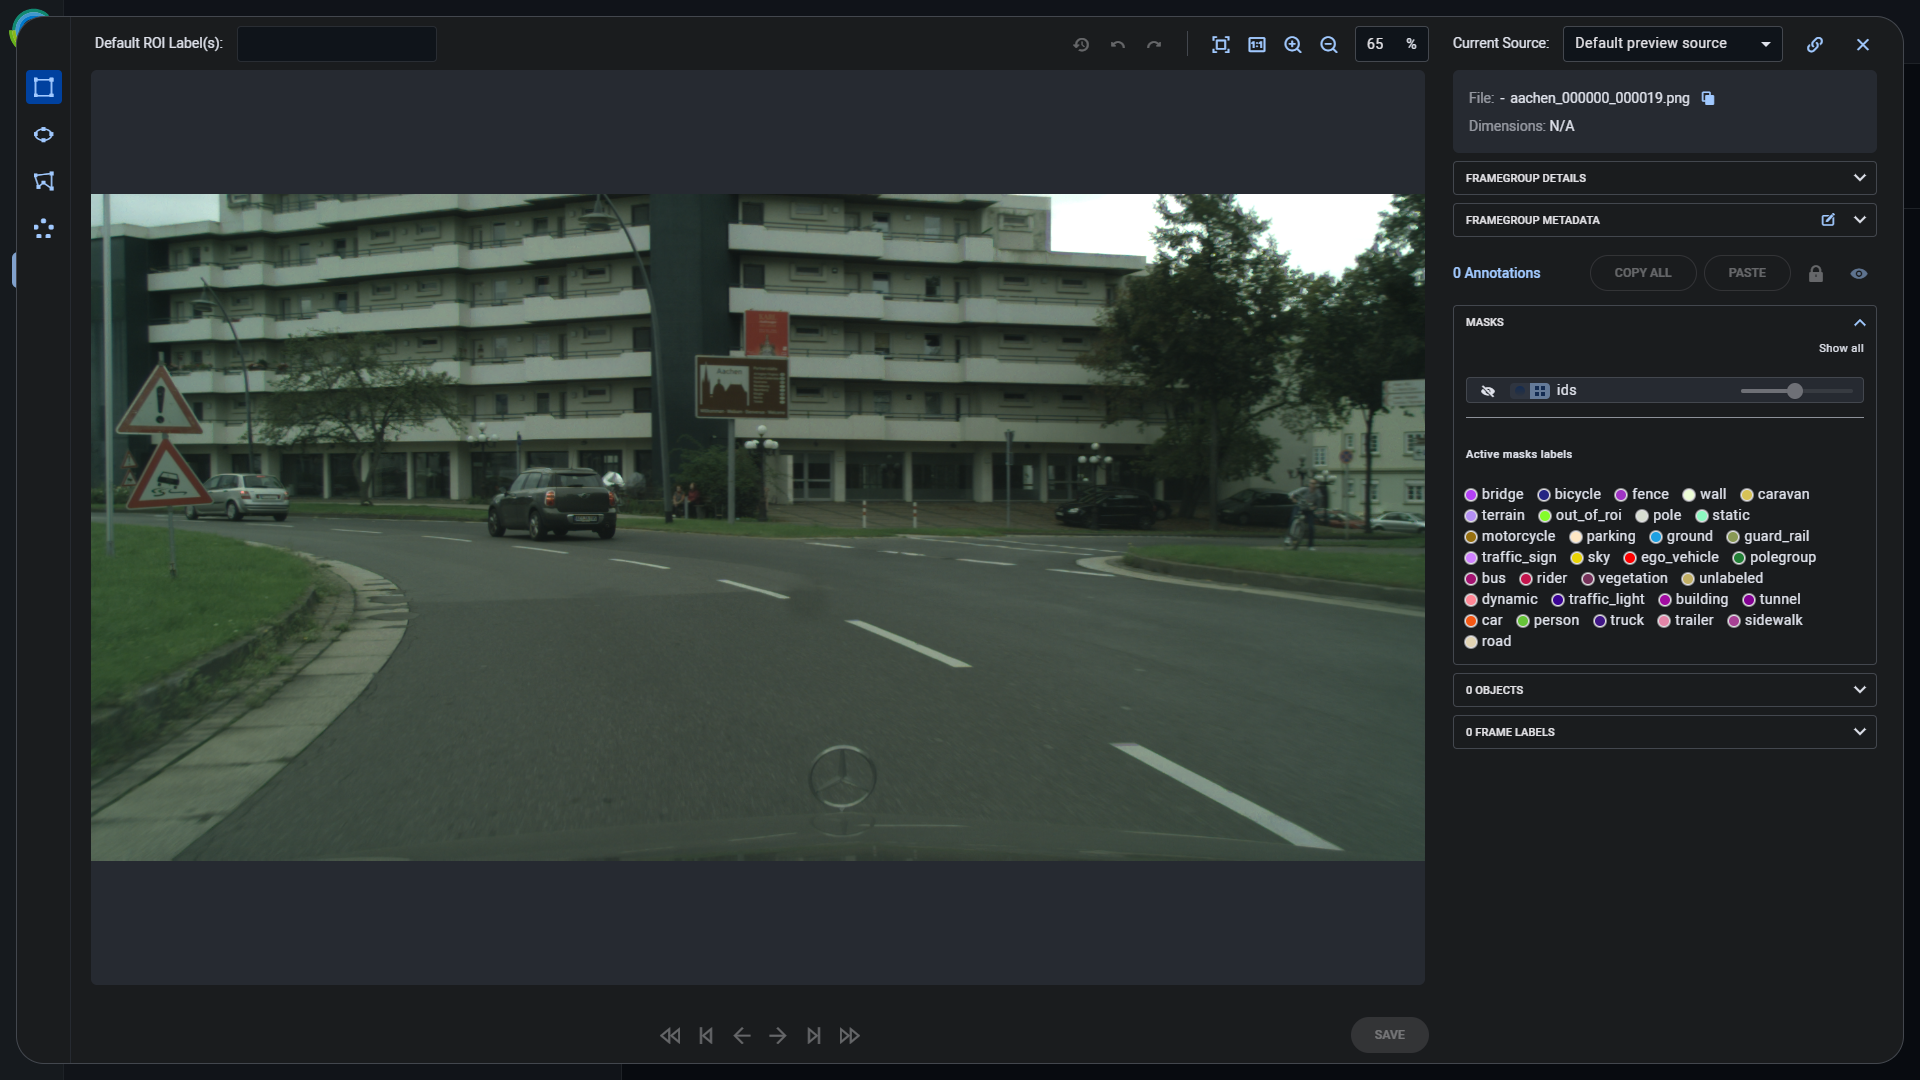 Default ROI Label(s):
65 %
Current Source: Default preview source
File: - aachen_000000_000019.png
Dimensions: N/A
FRAMEGROUP DETAILS
FRAMEGROUP METADATA
0 Annotations COPY ALL PASTE
MASKS
Show all
ids
Active masks labels
bridge bicycle fence wall caravan
terrain out_of_roi pole static
motorcycle parking ground guard_rail
traffic_sign sky ego_vehicle polegroup
bus rider vegetation unlabeled
dynamic traffic_light building tunnel
car person truck trailer sidewalk
road
0 OBJECTS
0 FRAME LABELS
Aachen
SAVE